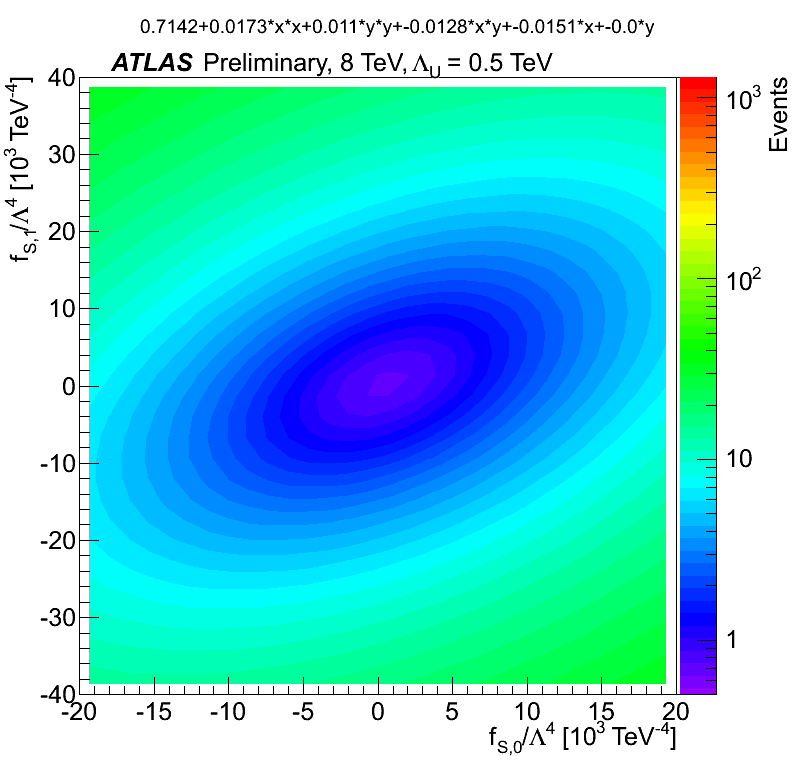 0.7142+0.0173*x*x+0.011*y*y+-0.0128*x*y+-0.0151*x+-0.0*y
ATLAS Preliminary, 8 TeV, Λ_U = 0.5 TeV
f_S,1/Λ^4 [10^3 TeV^-4]
40
30
20
10
0
-10
-20
-30
-40
-20 -15 -10 -5 0 5 10 15 20
f_S,0/Λ^4 [10^3 TeV^-4]
Events
10^3
10^2
10
1